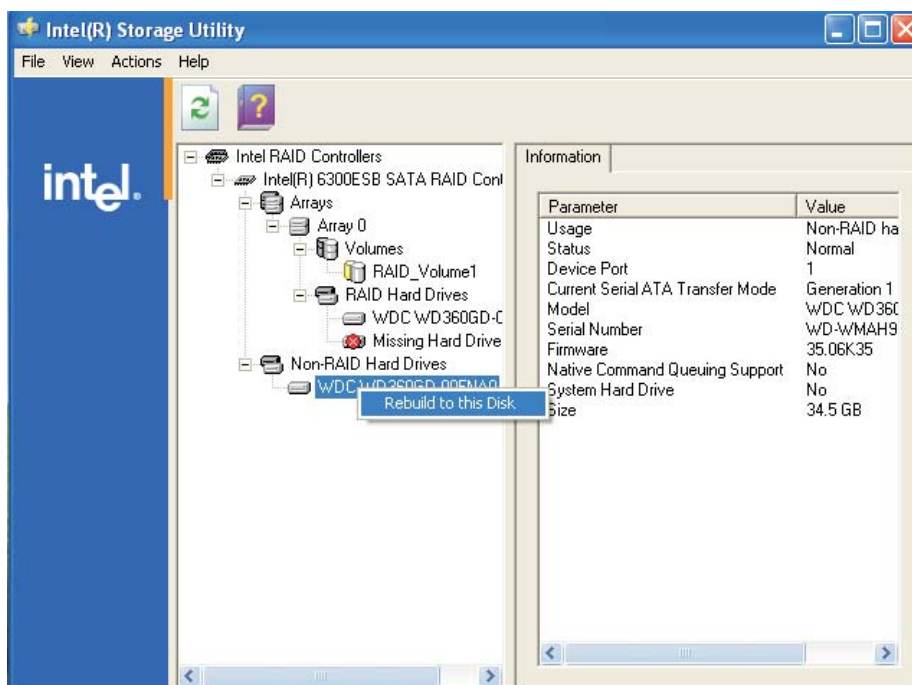 Intel(R) Storage Utility
File View Actions Help
intel.
Intel RAID Controllers
Intel(R) 6300ESB SATA RAID Con
Arrays
Array 0
Volumes
RAID_Volume1
RAID Hard Drives
WDC WD360GD-0
Missing Hard Drive
Non-RAID Hard Drives
WDC WD360GD-00FNA0
Rebuild to this Disk
Information
Parameter Value
Usage Non-RAID ha
Status Normal
Device Port 1
Current Serial ATA Transfer Mode Generation 1
Model WDC WD360
Serial Number WD-WMAH9
Firmware 35.06K35
Native Command Queuing Support No
System Hard Drive No
Size 34.5 GB